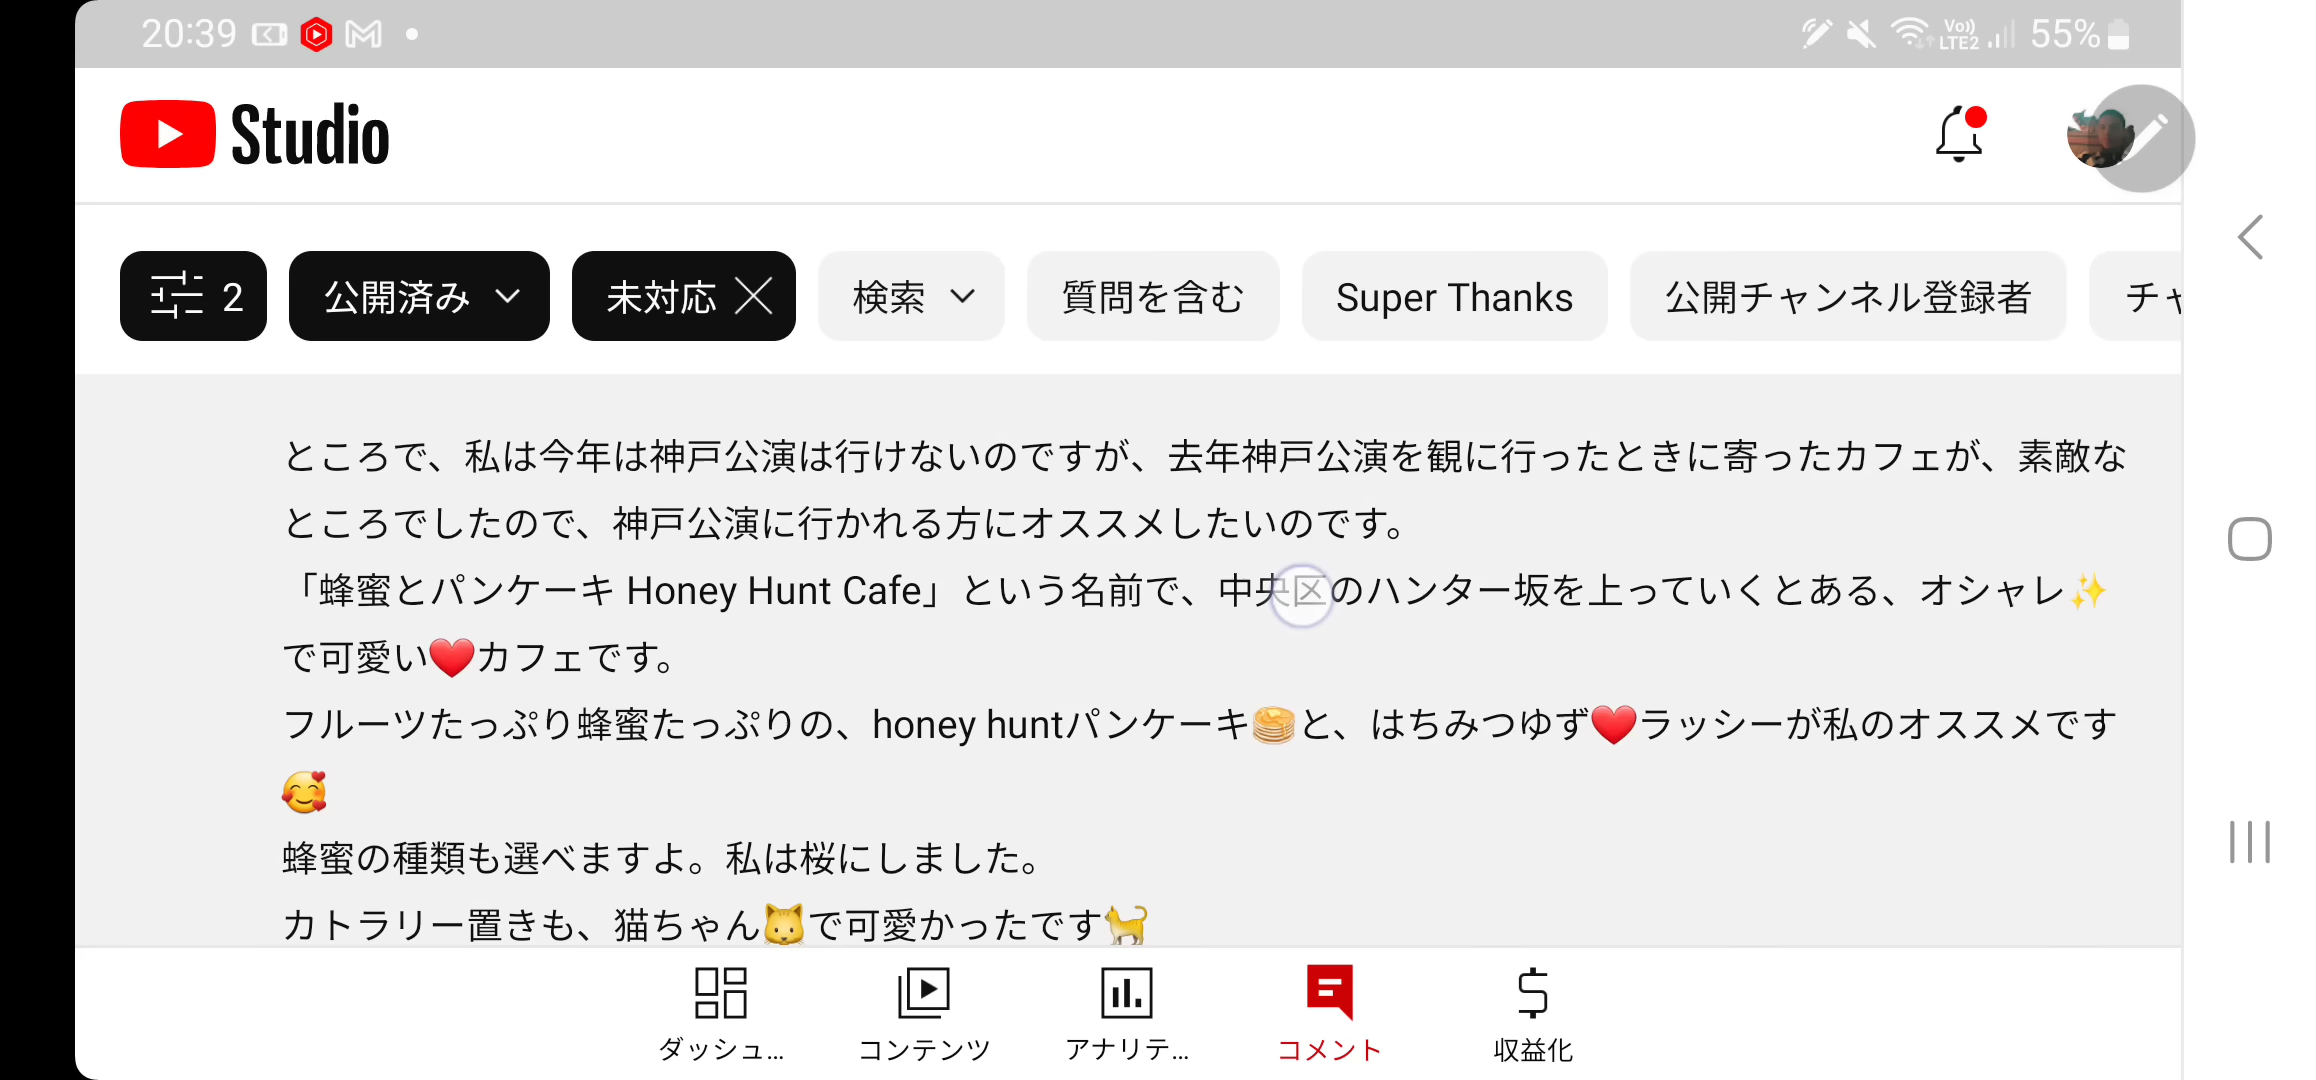 20:39 Vo)) LTE2 55%
Studio
2 公開済み 未対応 検索 質問を含む Super Thanks 公開チャンネル登録者 チャ
ところで、私は今年は神戸公演は行けないのですが、去年神戸公演を観に行ったときに寄ったカフェが、素敵な
ところでしたので、神戸公演に行かれる方にオススメしたいのです。
「蜂蜜とパンケーキ Honey Hunt Cafe」という名前で、中央区のハンター坂を上っていくとある、オシャレ✨
で可愛い❤️カフェです。
フルーツたっぷり蜂蜜たっぷりの、honey huntパンケーキ🥞と、はちみつゆず❤️ラッシーが私のオススメです
🥰
蜂蜜の種類も選べますよ。私は桜にしました。
カトラリー置きも、猫ちゃん🐱で可愛かったです🐈
ダッシュ... コンテンツ アナリテ... コメント 収益化